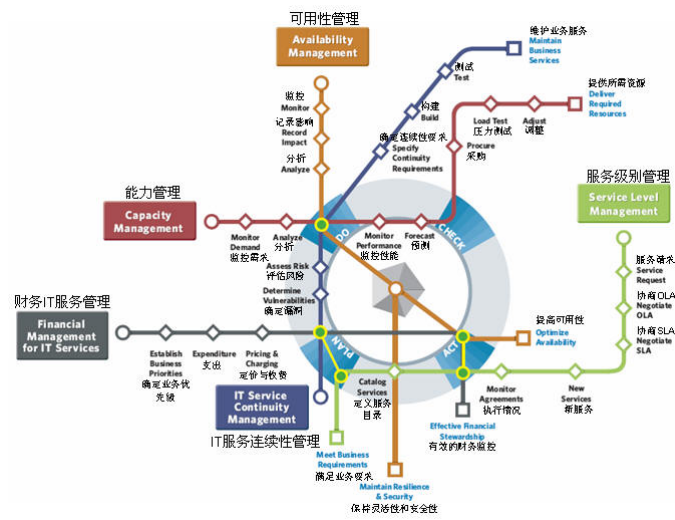 可用性管理
Availability
Management
维护业务服务
Maintain
Business
Services
测试
Test
提供所需资源
Deliver
Required
Resources
监控
Monitor
记录影响
Record
Impact
分析
Analyze
构建
Build
确定连续性要求
Specify
Continuity
Requirements
Load Test
压力测试
Adjust
调整
Procure
采购
能力管理
Capacity
Management
服务级别管理
Service Level
Management
Monitor
Demand
监控需求
Analyze
分析
DO
Monitor
Performance
监控性能
Forecast
预测
CHECK
Assess Risk
评估风险
Determine
Vulnerabilities
确定漏洞
服务请求
Service
Request
协商OLA
Negotiate
OLA
协商SLA
Negotiate
SLA
财务IT服务管理
Financial
Management
for IT Services
Establish
Business
Priorities
确定业务优
先级
Expenditure
支出
Pricing &
Charging
定价与收费
PLAN
ACT
提高可用性
Optimize
Availability
IT Service
Continuity
Management
IT服务连续性管理
Catalog
Services
定义服务
目录
Monitor
Agreements
执行情况
New
Services
新服务
Effective Financial
Stewardship
有效的财务监控
Meet Business
Requirements
满足业务要求
Maintain Resilience
& Security
保持灵活性和安全性